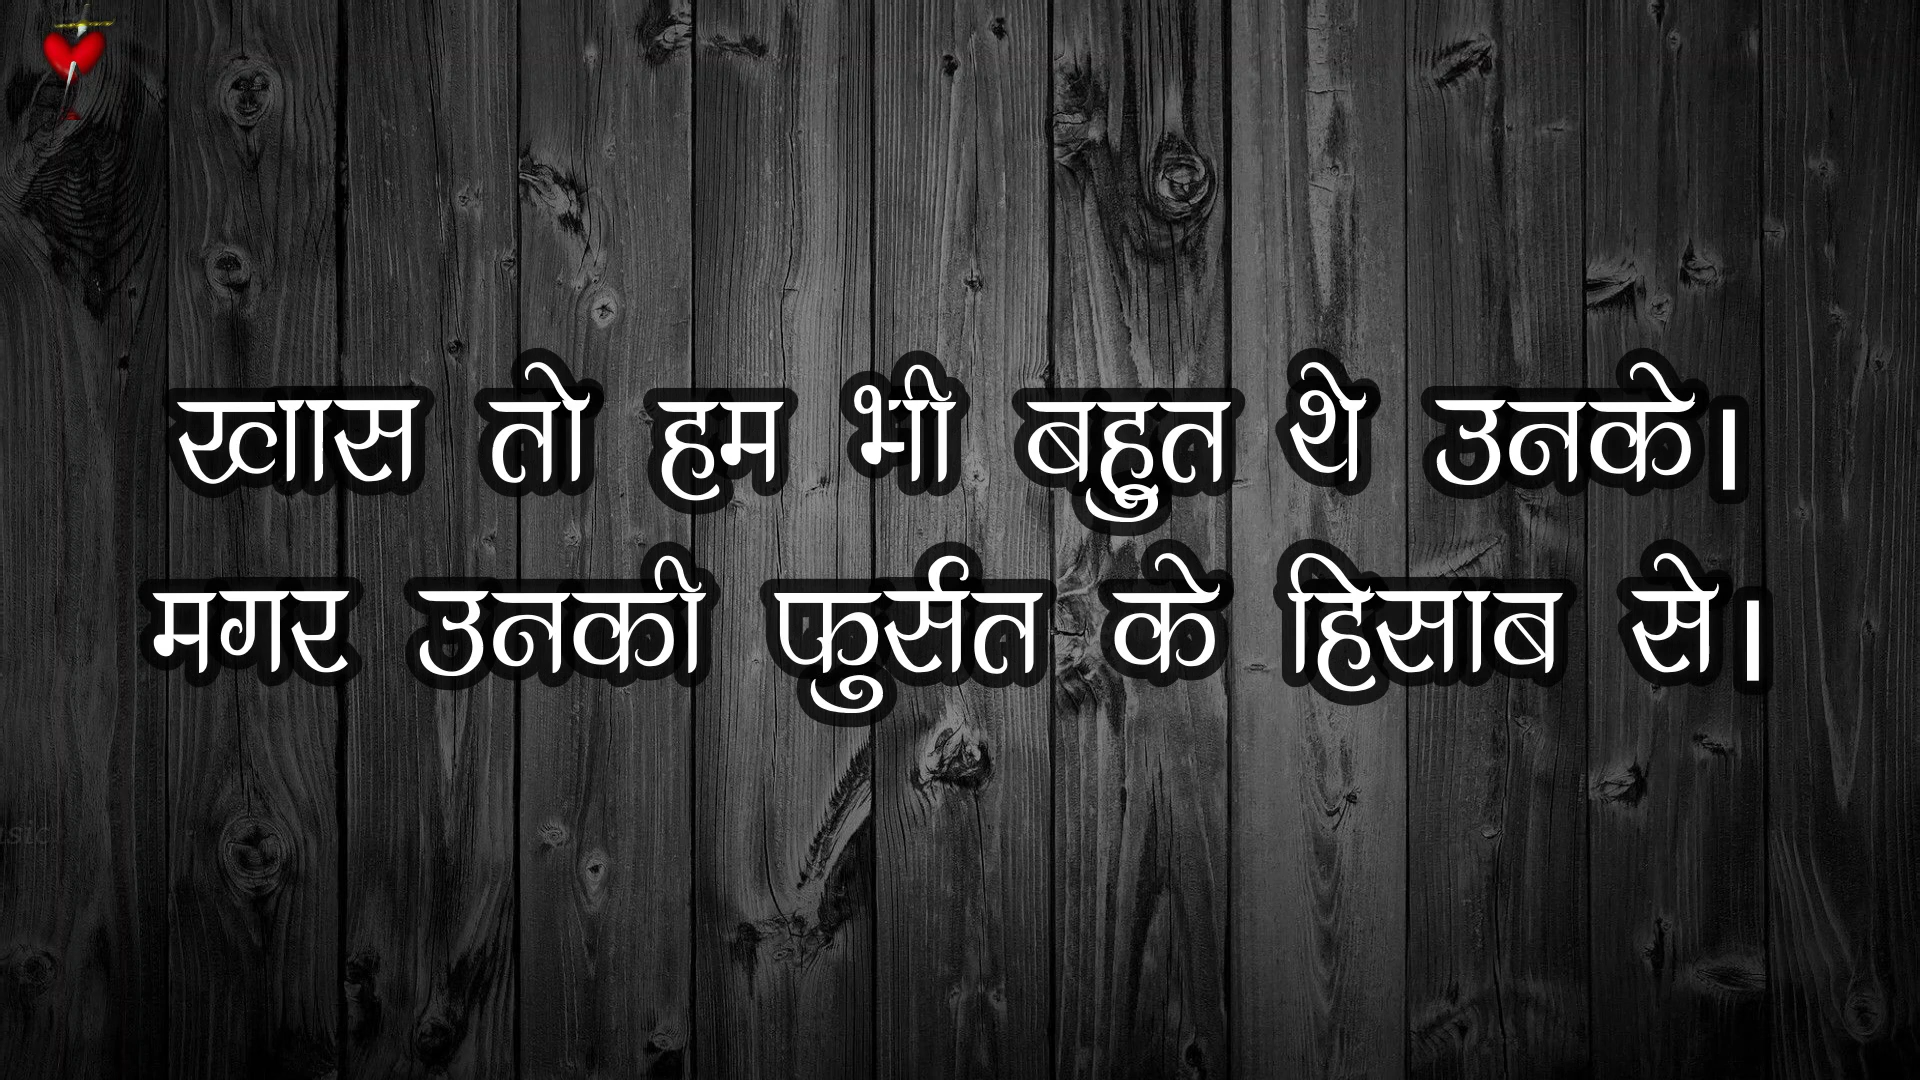 खास तो हम भी बहुत थे उनके।
मगर उनकी फुर्सत के हिसाब से।